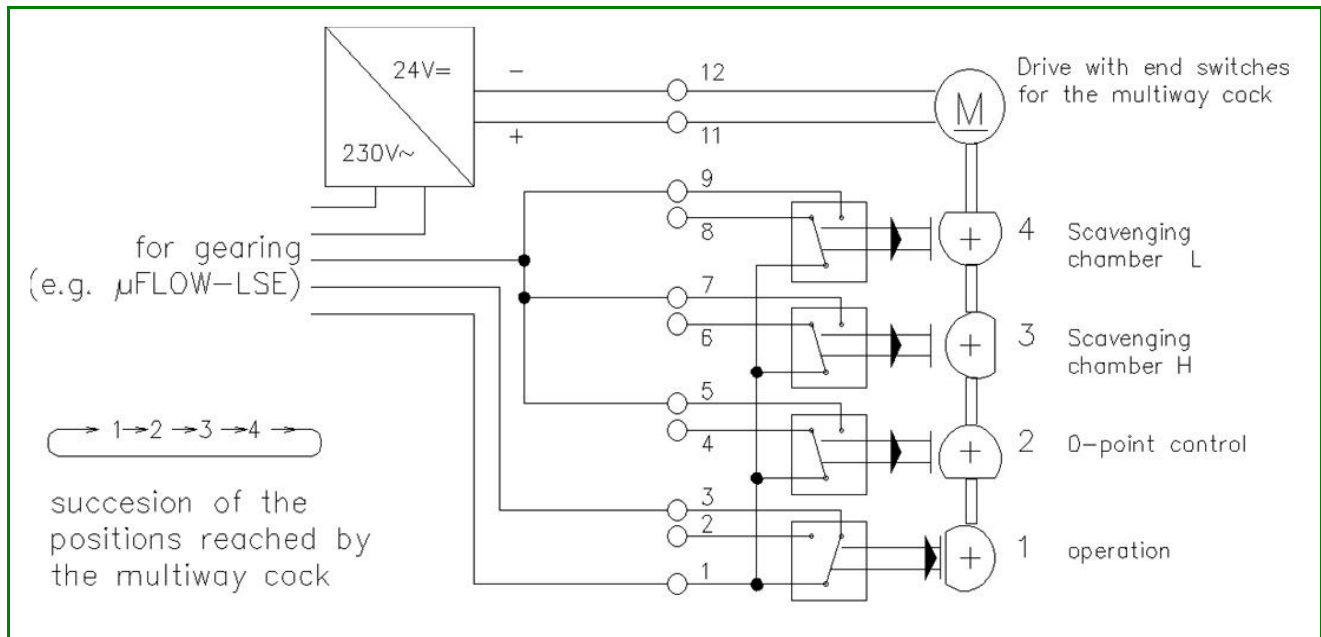 24V=
230V~
−
+
12
11
M
Drive with end switches
for the multiway cock
9
8
7
6
5
4
3
2
1
4 Scavenging
chamber L
3 Scavenging
chamber H
2 0-point control
1 operation
for gearing
(e.g. µFLOW-LSE)
1→2→3→4→
succesion of the
positions reached by
the multiway cock